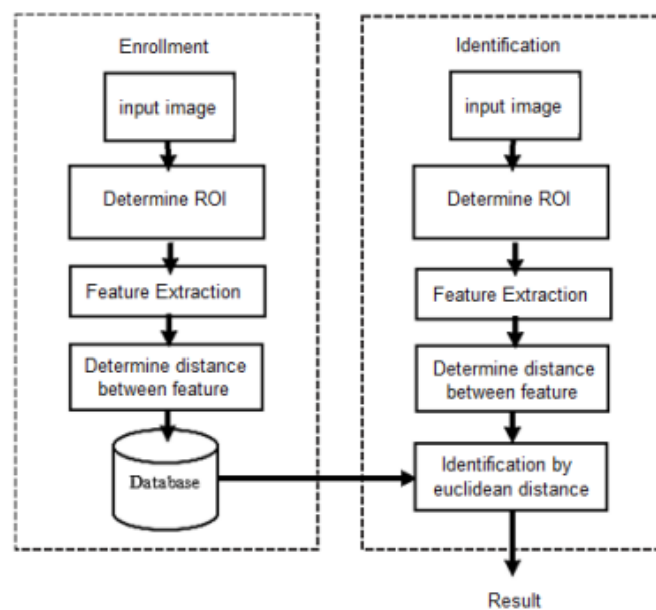 Enrollment
input image
Determine ROI
Feature Extraction
Determine distance
between feature
Database
Identification
input image
Determine ROI
Feature Extraction
Determine distance
between feature
Identification by
euclidean distance
Result